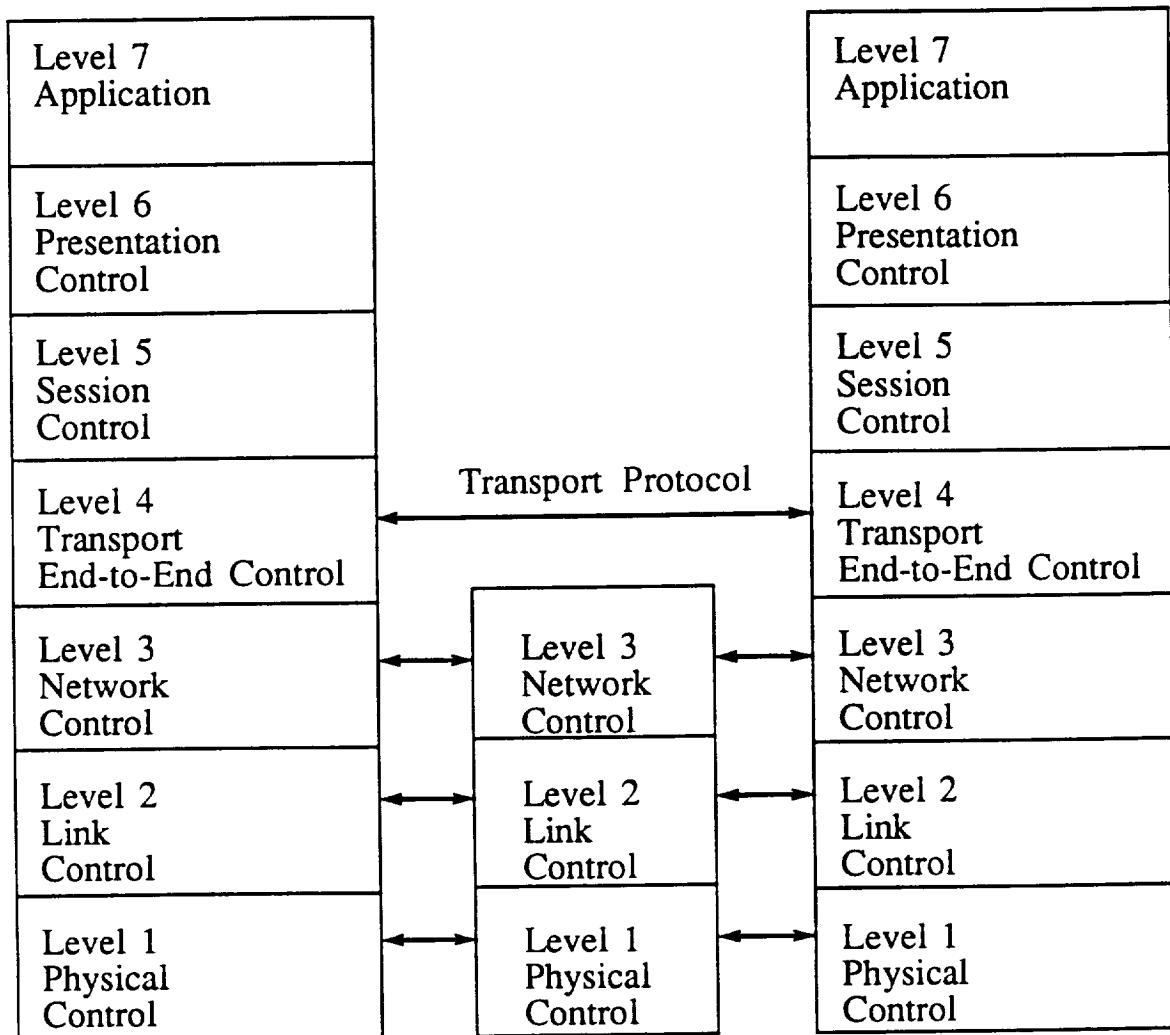 Level 7
Application
Level 6
Presentation
Control
Level 5
Session
Control
Level 4
Transport
End-to-End Control
Level 3
Network
Control
Level 2
Link
Control
Level 1
Physical
Control
Transport Protocol
Level 3
Network
Control
Level 2
Link
Control
Level 1
Physical
Control
Level 7
Application
Level 6
Presentation
Control
Level 5
Session
Control
Level 4
Transport
End-to-End Control
Level 3
Network
Control
Level 2
Link
Control
Level 1
Physical
Control